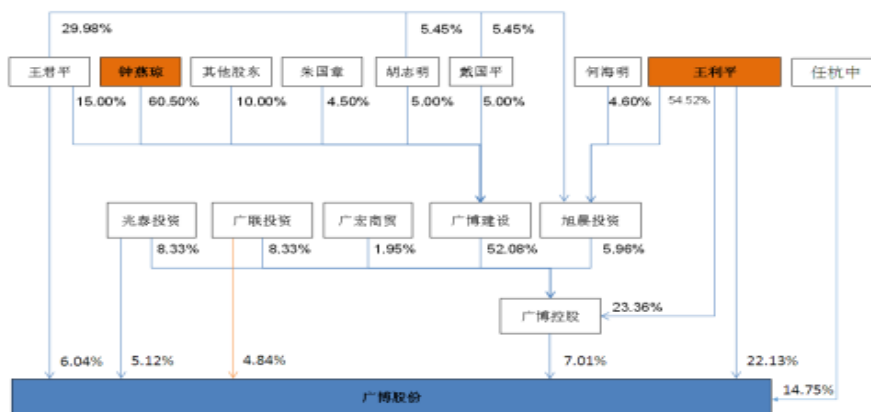 29.98% 5.45% 5.45%
王君平 钟燕琼 其他股东 朱国章 胡志明 戴国平 何海明 王利平 任杭中
15.00% 60.50% 10.00% 4.50% 5.00% 5.00% 4.60% 54.52%
兆泰投资 广联投资 广宏商贸 广博建设 旭晨投资
8.33% 8.33% 1.95% 52.08% 5.96%
广博控股 23.36%
6.04% 5.12% 4.84% 7.01% 22.13%
广博股份 14.75%